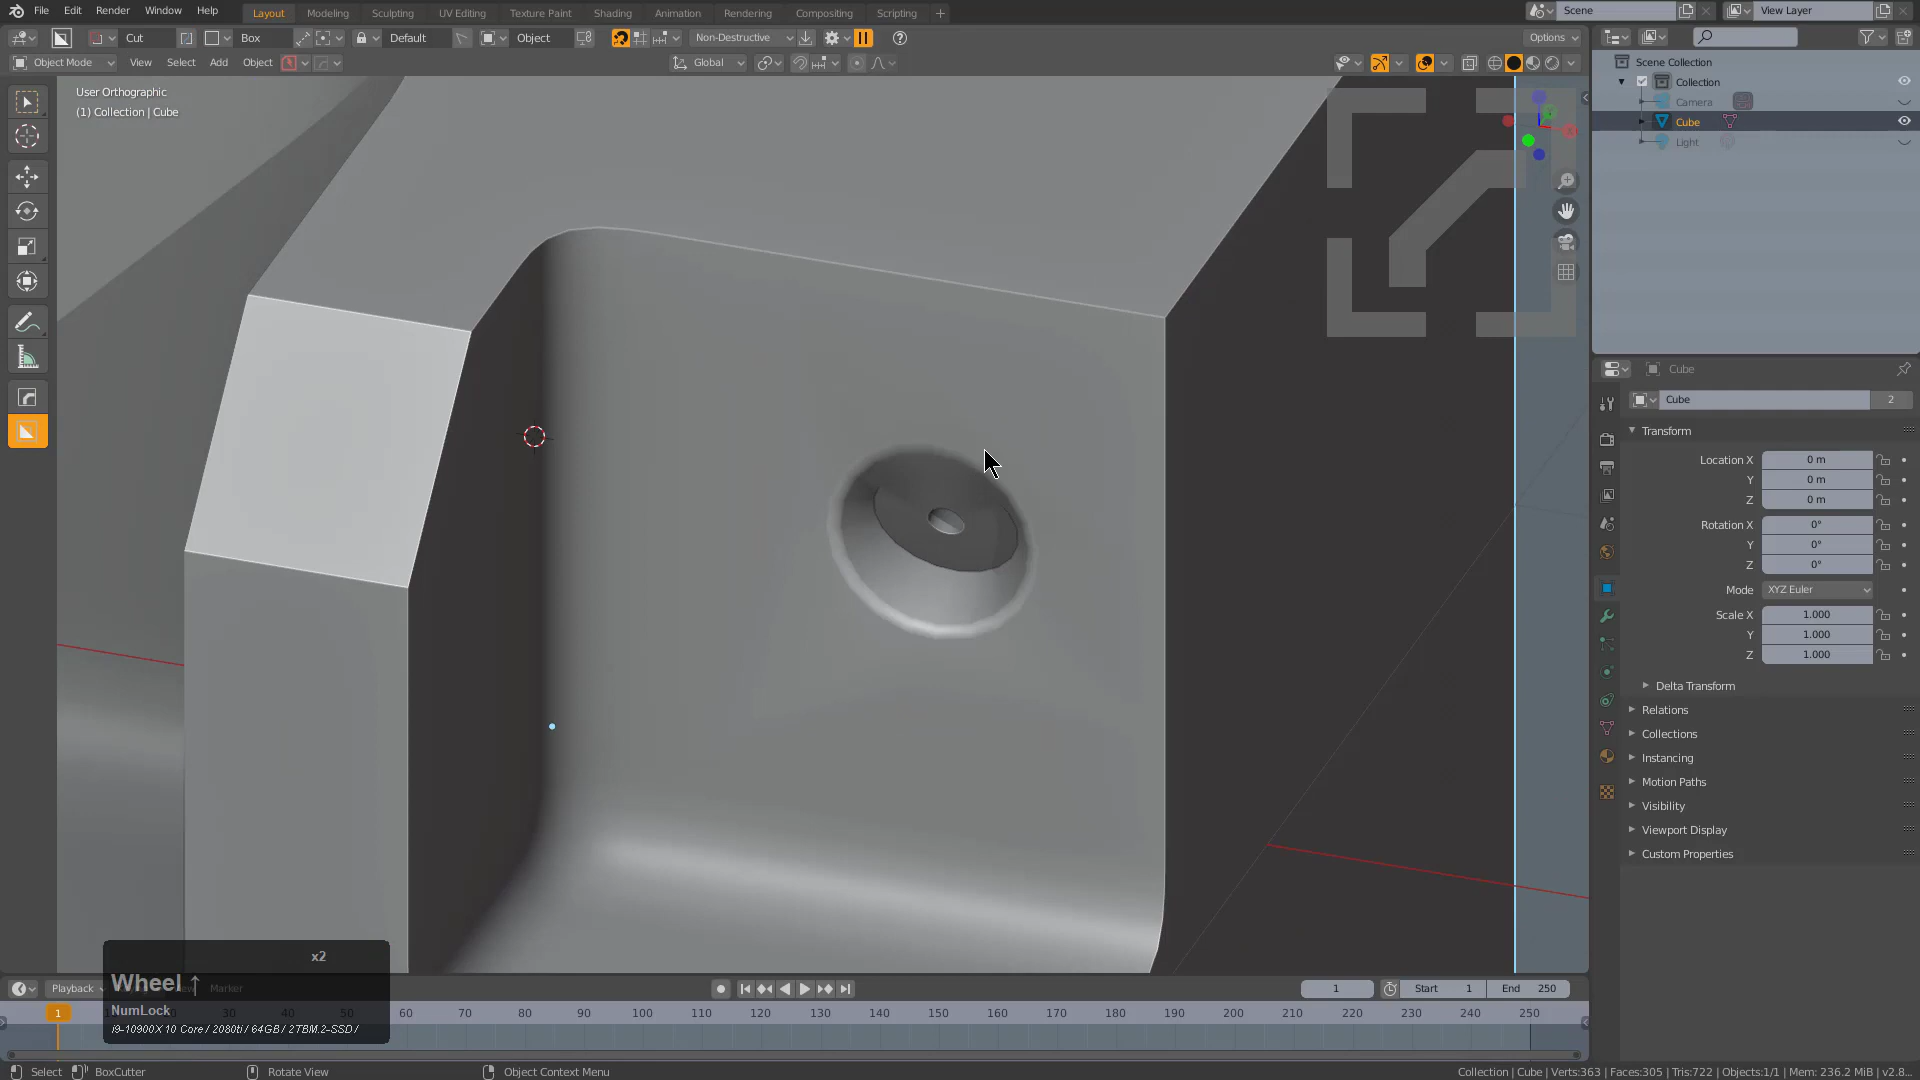 File Edit Render Window Help Layout Modeling Sculpting UV Editing Texture Paint Shading Animation Rendering Compositing Scripting + Scene View Layer
Cut Box Default Object Non-Destructive Options
Object Mode View Select Add Object Global
User Orthographic
(1) Collection | Cube
Scene Collection
Collection
Camera
Cube
Light
Cube
Cube 2
Transform
Location X 0 m
Y 0 m
Z 0 m
Rotation X 0°
Y 0°
Z 0°
Mode XYZ Euler
Scale X 1.000
Y 1.000
Z 1.000
Delta Transform
Relations
Collections
Instancing
Motion Paths
Visibility
Viewport Display
Custom Properties
x2
Wheel ↑
NumLock
i9-10900X 10 Core / 2080ti / 64GB / 2TBM.2-SSD /
Playback Marker 1 Start 1 End 250
1 60 70 80 90 100 110 120 130 140 150 160 170 180 190 200 210 220 230 240 250
Select BoxCutter Rotate View Object Context Menu Collection | Cube | Verts:363 | Faces:305 | Tris:722 | Objects:1/1 | Mem: 236.2 MiB | v2.8...